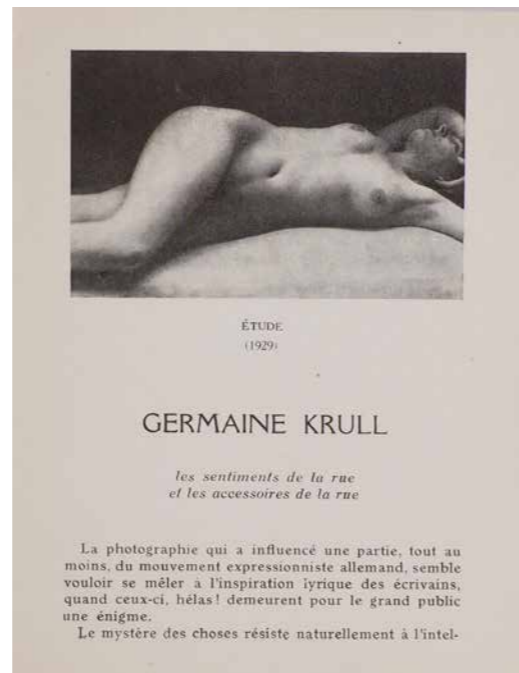 ÉTUDE
(1929)
GERMAINE KRULL
les sentiments de la rue
et les accessoires de la rue
La photographie qui a influencé une partie, tout au
moins, du mouvement expressionniste allemand, semble
vouloir se mêler à l'inspiration lyrique des écrivains,
quand ceux-ci, hélas! demeurent pour le grand public
une énigme.
Le mystère des choses résiste naturellement à l'intel-